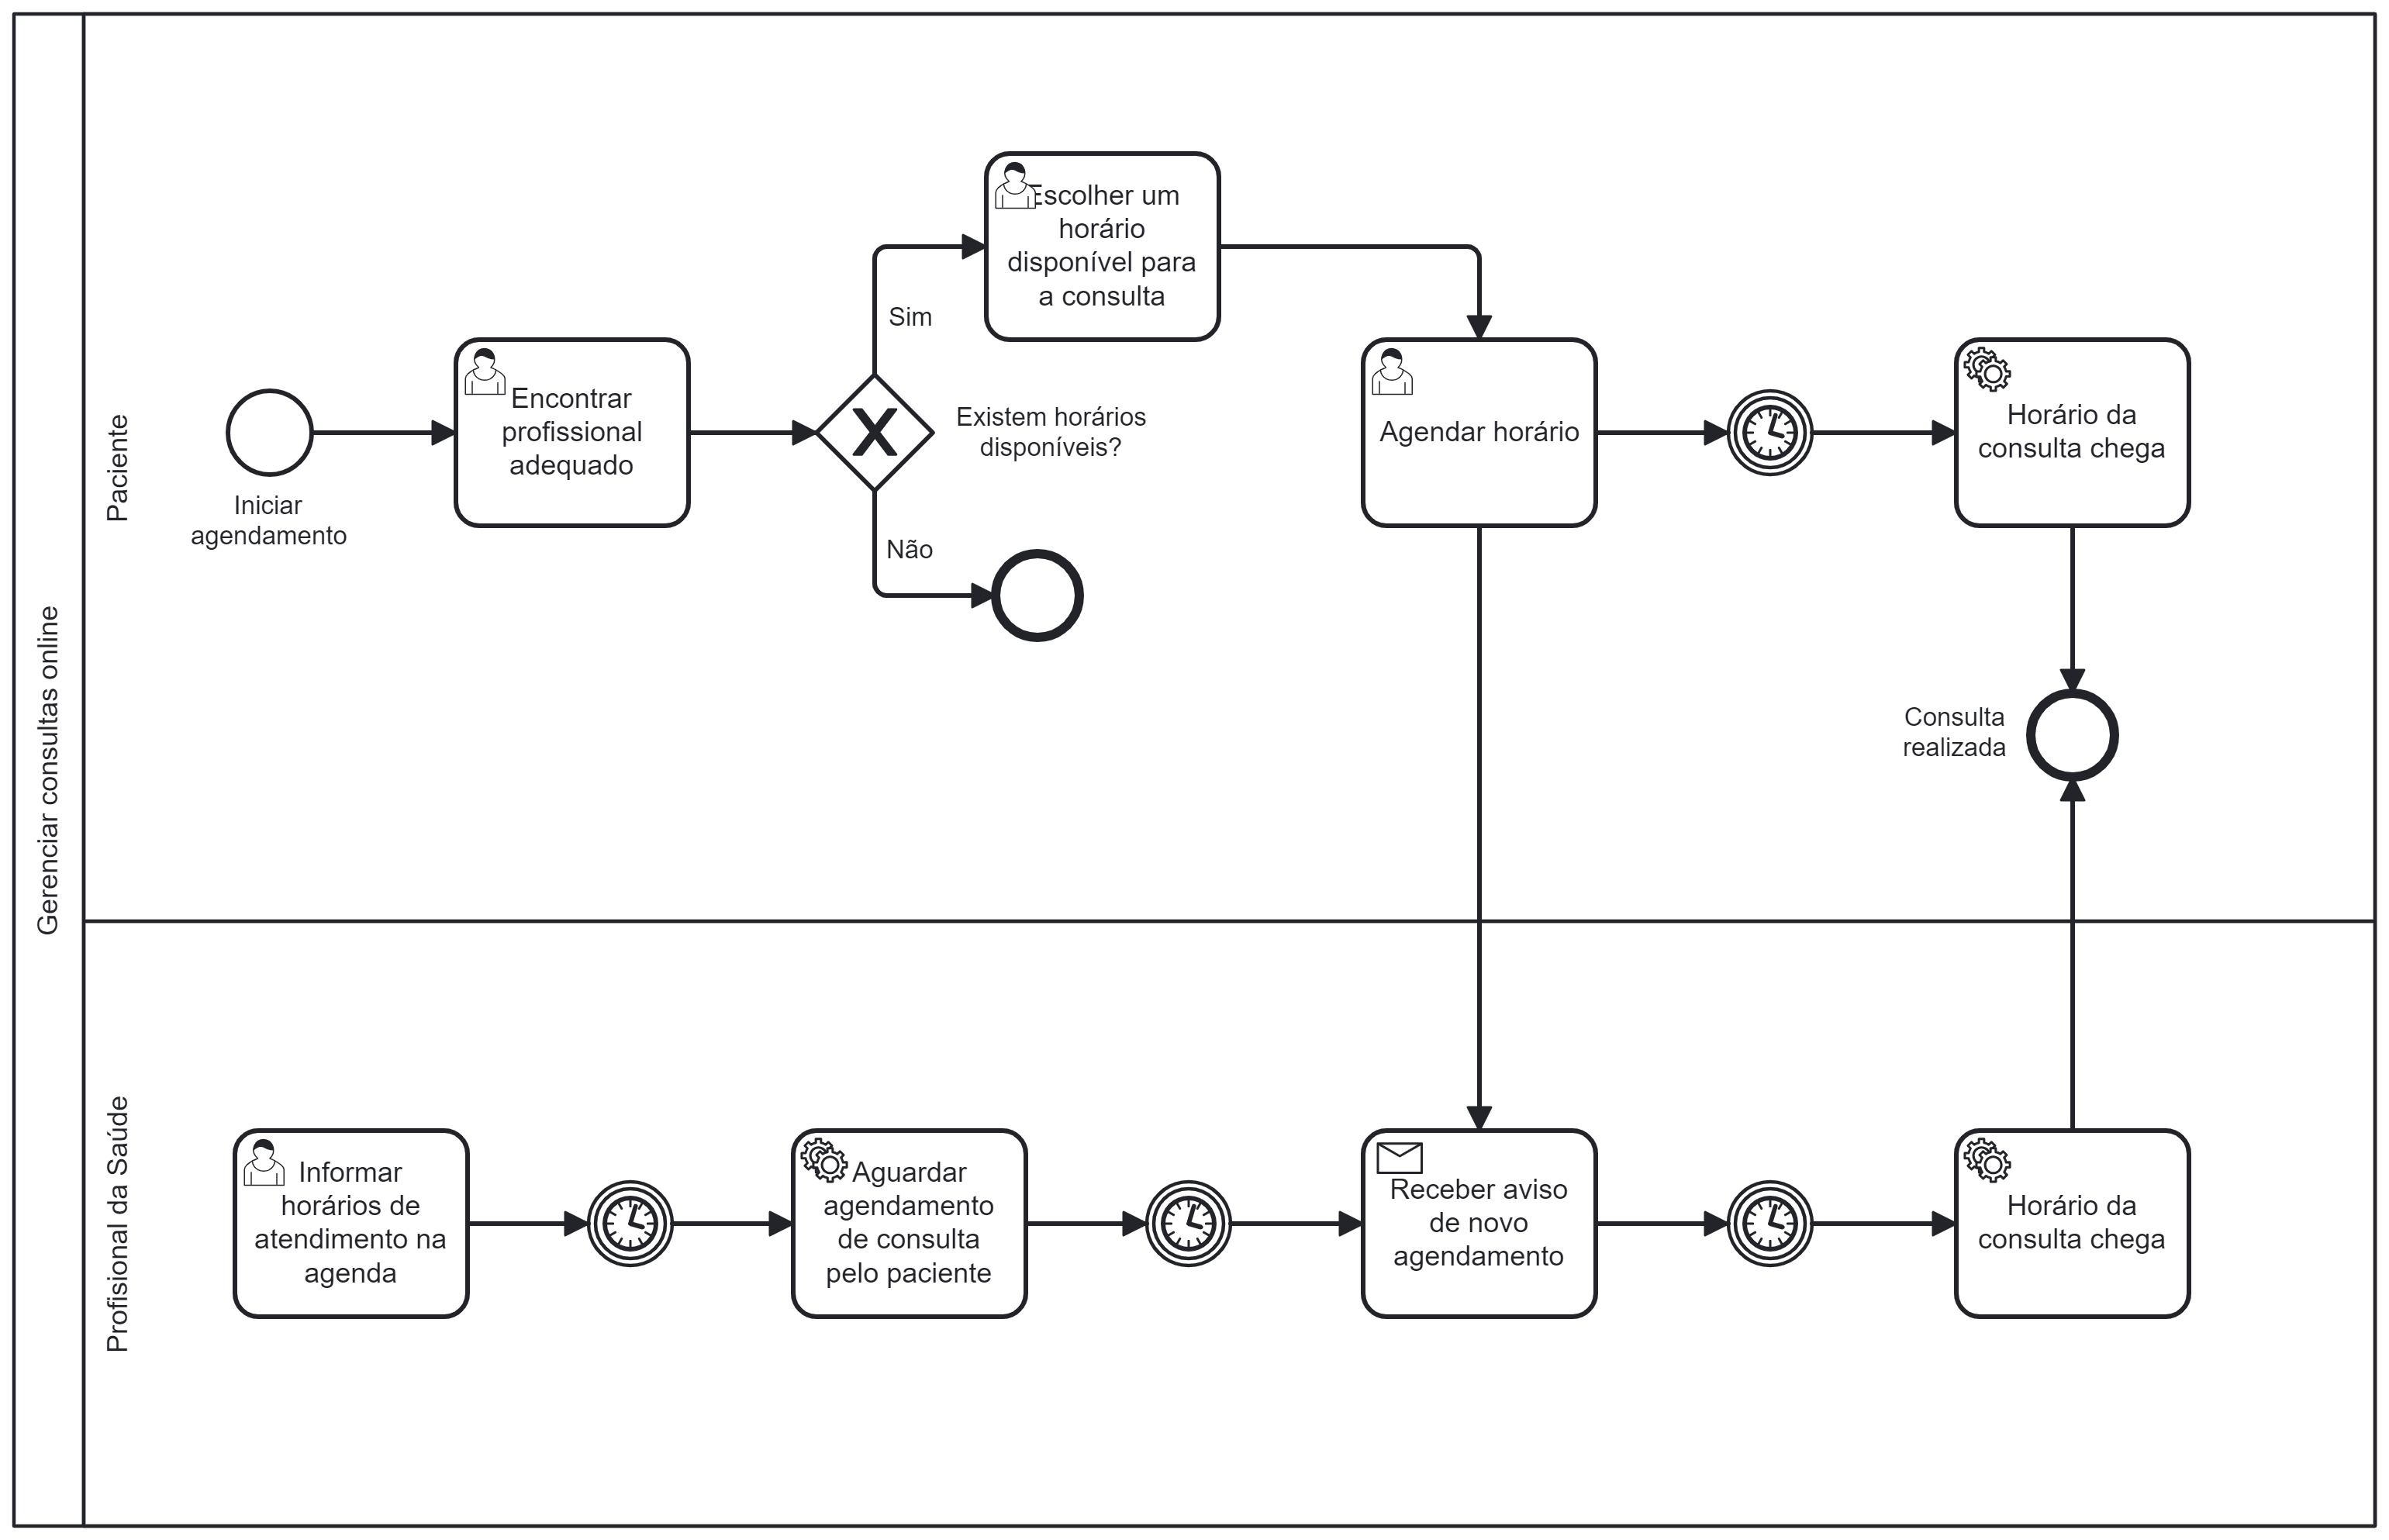 Gerenciar consultas online
Paciente
Iniciar
agendamento
Encontrar
profissional
adequado
Sim
Não
Existem horários
disponíveis?
Escolher um
horário
disponível para
a consulta
Agendar horário
Horário da
consulta chega
Consulta
realizada
Profisional da Saúde
Informar
horários de
atendimento na
agenda
Aguardar
agendamento
de consulta
pelo paciente
Receber aviso
de novo
agendamento
Horário da
consulta chega